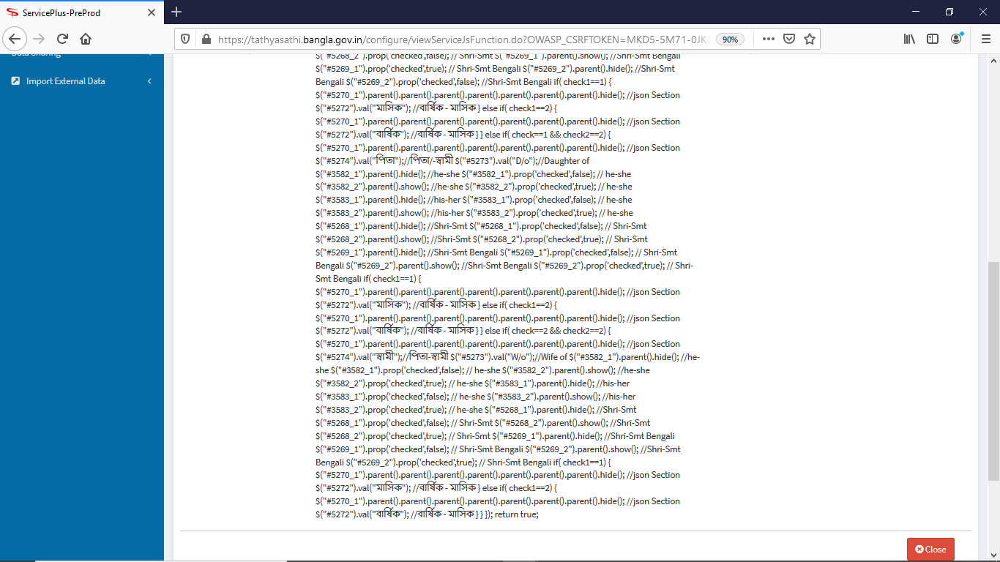 ServicePlus-PreProd
https://tathyasathi.bangla.gov.in/configure/viewServiceJsFunction.do?OWASP_CSRFTOKEN=MKD5-5M71-0JK
90%
Data Sharing
Import External Data
$("#5268_2").prop('checked',false); // Shri-Smt $("#5269_1").parent().show(); //Shri-Smt Bengali
$("#5269_1").prop('checked',true); // Shri-Smt Bengali $("#5269_2").parent().hide(); //Shri-Smt
Bengali $("#5269_2").prop('checked',false); //Shri-Smt Bengali if( check1==1) {
$("#5270_1").parent().parent().parent().parent().parent().parent().parent().hide(); //json Section
$("#5272").val("মাসিক"); //বার্ষিক - মাসিক } else if( check1==2) {
$("#5270_1").parent().parent().parent().parent().parent().parent().parent().hide(); //json Section
$("#5272").val("বার্ষিক"); //বার্ষিক - মাসিক } } else if( check==1 && check2==2) {
$("#5270_1").parent().parent().parent().parent().parent().parent().parent().hide(); //json Section
$("#5274").val("পিতা");//পিতা/-স্বামী $("#5273").val("D/o");//Daughter of
$("#3582_1").parent().hide(); //he-she $("#3582_1").prop('checked',false); // he-she
$("#3582_2").parent().show(); //he-she $("#3582_2").prop('checked',true); // he-she
$("#3583_1").parent().hide(); //his-her $("#3583_1").prop('checked',false); // he-she
$("#3583_2").parent().show(); //his-her $("#3583_2").prop('checked',true); // he-she
$("#5268_1").parent().hide(); //Shri-Smt $("#5268_1").prop('checked',false); // Shri-Smt
$("#5268_2").parent().show(); //Shri-Smt $("#5268_2").prop('checked',true); // Shri-Smt
$("#5269_1").parent().hide(); //Shri-Smt Bengali $("#5269_1").prop('checked',false); // Shri-Smt
Bengali $("#5269_2").parent().show(); //Shri-Smt Bengali $("#5269_2").prop('checked',true); // Shri-
Smt Bengali if( check1==1) {
$("#5270_1").parent().parent().parent().parent().parent().parent().parent().hide(); //json Section
$("#5272").val("মাসিক"); //বার্ষিক - মাসিক } else if( check1==2) {
$("#5270_1").parent().parent().parent().parent().parent().parent().parent().hide(); //json Section
$("#5272").val("বার্ষিক"); //বার্ষিক - মাসিক } } else if( check==2 && check2==2) {
$("#5270_1").parent().parent().parent().parent().parent().parent().parent().hide(); //json Section
$("#5274").val("স্বামী");//পিতা-স্বামী $("#5273").val("W/o");//Wife of $("#3582_1").parent().hide(); //he-
she $("#3582_1").prop('checked',false); // he-she $("#3582_2").parent().show(); //he-she
$("#3582_2").prop('checked',true); // he-she $("#3583_1").parent().hide(); //his-her
$("#3583_1").prop('checked',false); // he-she $("#3583_2").parent().show(); //his-her
$("#3583_2").prop('checked',true); // he-she $("#5268_1").parent().hide(); //Shri-Smt
$("#5268_1").prop('checked',false); // Shri-Smt $("#5268_2").parent().show(); //Shri-Smt
$("#5268_2").prop('checked',true); // Shri-Smt $("#5269_1").parent().hide(); //Shri-Smt Bengali
$("#5269_1").prop('checked',false); // Shri-Smt Bengali $("#5269_2").parent().show(); //Shri-Smt
Bengali $("#5269_2").prop('checked',true); // Shri-Smt Bengali if( check1==1) {
$("#5270_1").parent().parent().parent().parent().parent().parent().parent().hide(); //json Section
$("#5272").val("মাসিক"); //বার্ষিক - মাসিক } else if( check1==2) {
$("#5270_1").parent().parent().parent().parent().parent().parent().parent().hide(); //json Section
$("#5272").val("বার্ষিক"); //বার্ষিক - মাসিক } } }); return true;
Close